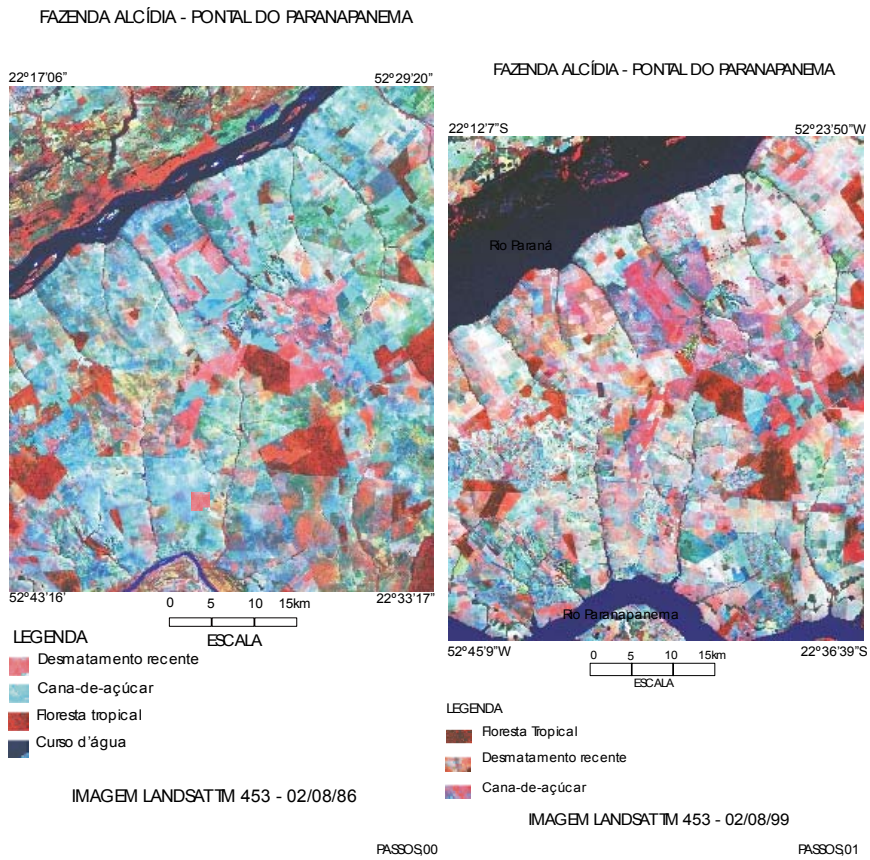 FAZENDA ALCÍDIA - PONTAL DO PARANAPANEMA
22º17'06"
52º29'20"
52º43'16'
22º33'17"
0 5 10 15km
ESCALA
LEGENDA
Desmatamento recente
Cana-de-açúcar
Floresta tropical
Curso d'água
IMAGEM LANDSAT TM 453 - 02/08/86
PASSOS,00
FAZENDA ALCÍDIA - PONTAL DO PARANAPANEMA
22º12'7"S
52º23'50"W
Rio Paraná
Rio Paranapanema
52º45'9"W
22º36'39"S
0 5 10 15km
ESCALA
LEGENDA
Floresta Tropical
Desmatamento recente
Cana-de-açúcar
IMAGEM LANDSAT TM 453 - 02/08/99
PASSOS,01